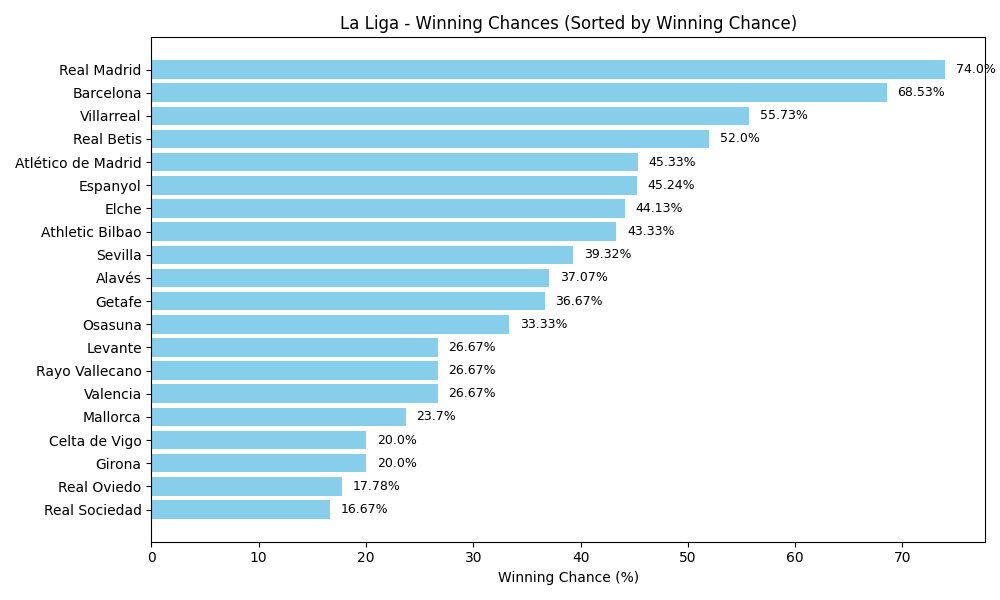 La Liga - Winning Chances (Sorted by Winning Chance)
Real Madrid 74.0%
Barcelona 68.53%
Villarreal 55.73%
Real Betis 52.0%
Atlético de Madrid 45.33%
Espanyol 45.24%
Elche 44.13%
Athletic Bilbao 43.33%
Sevilla 39.32%
Alavés 37.07%
Getafe 36.67%
Osasuna 33.33%
Levante 26.67%
Rayo Vallecano 26.67%
Valencia 26.67%
Mallorca 23.7%
Celta de Vigo 20.0%
Girona 20.0%
Real Oviedo 17.78%
Real Sociedad 16.67%
0 10 20 30 40 50 60 70
Winning Chance (%)